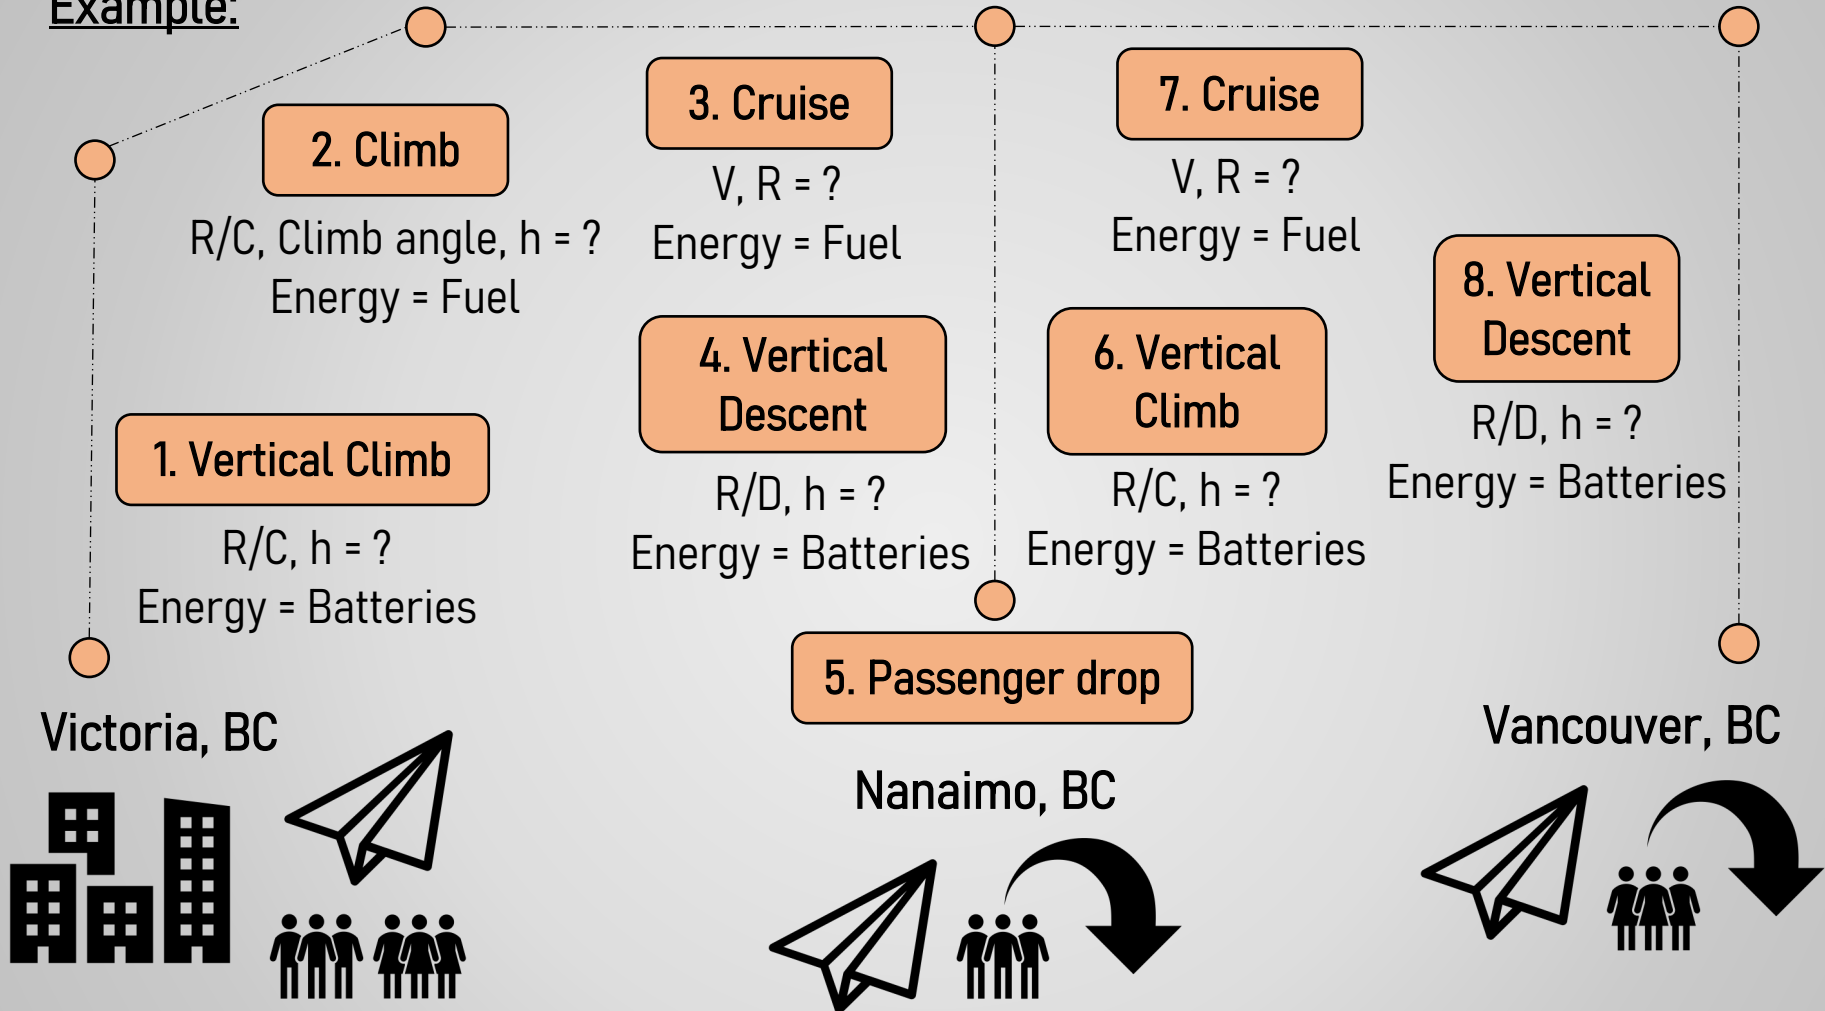 Example:
1. Vertical Climb
R/C, h = ?
Energy = Batteries
2. Climb
R/C, Climb angle, h = ?
Energy = Fuel
3. Cruise
V, R = ?
Energy = Fuel
4. Vertical
Descent
R/D, h = ?
Energy = Batteries
5. Passenger drop
6. Vertical
Climb
R/C, h = ?
Energy = Batteries
7. Cruise
V, R = ?
Energy = Fuel
8. Vertical
Descent
R/D, h = ?
Energy = Batteries
Victoria, BC
Nanaimo, BC
Vancouver, BC